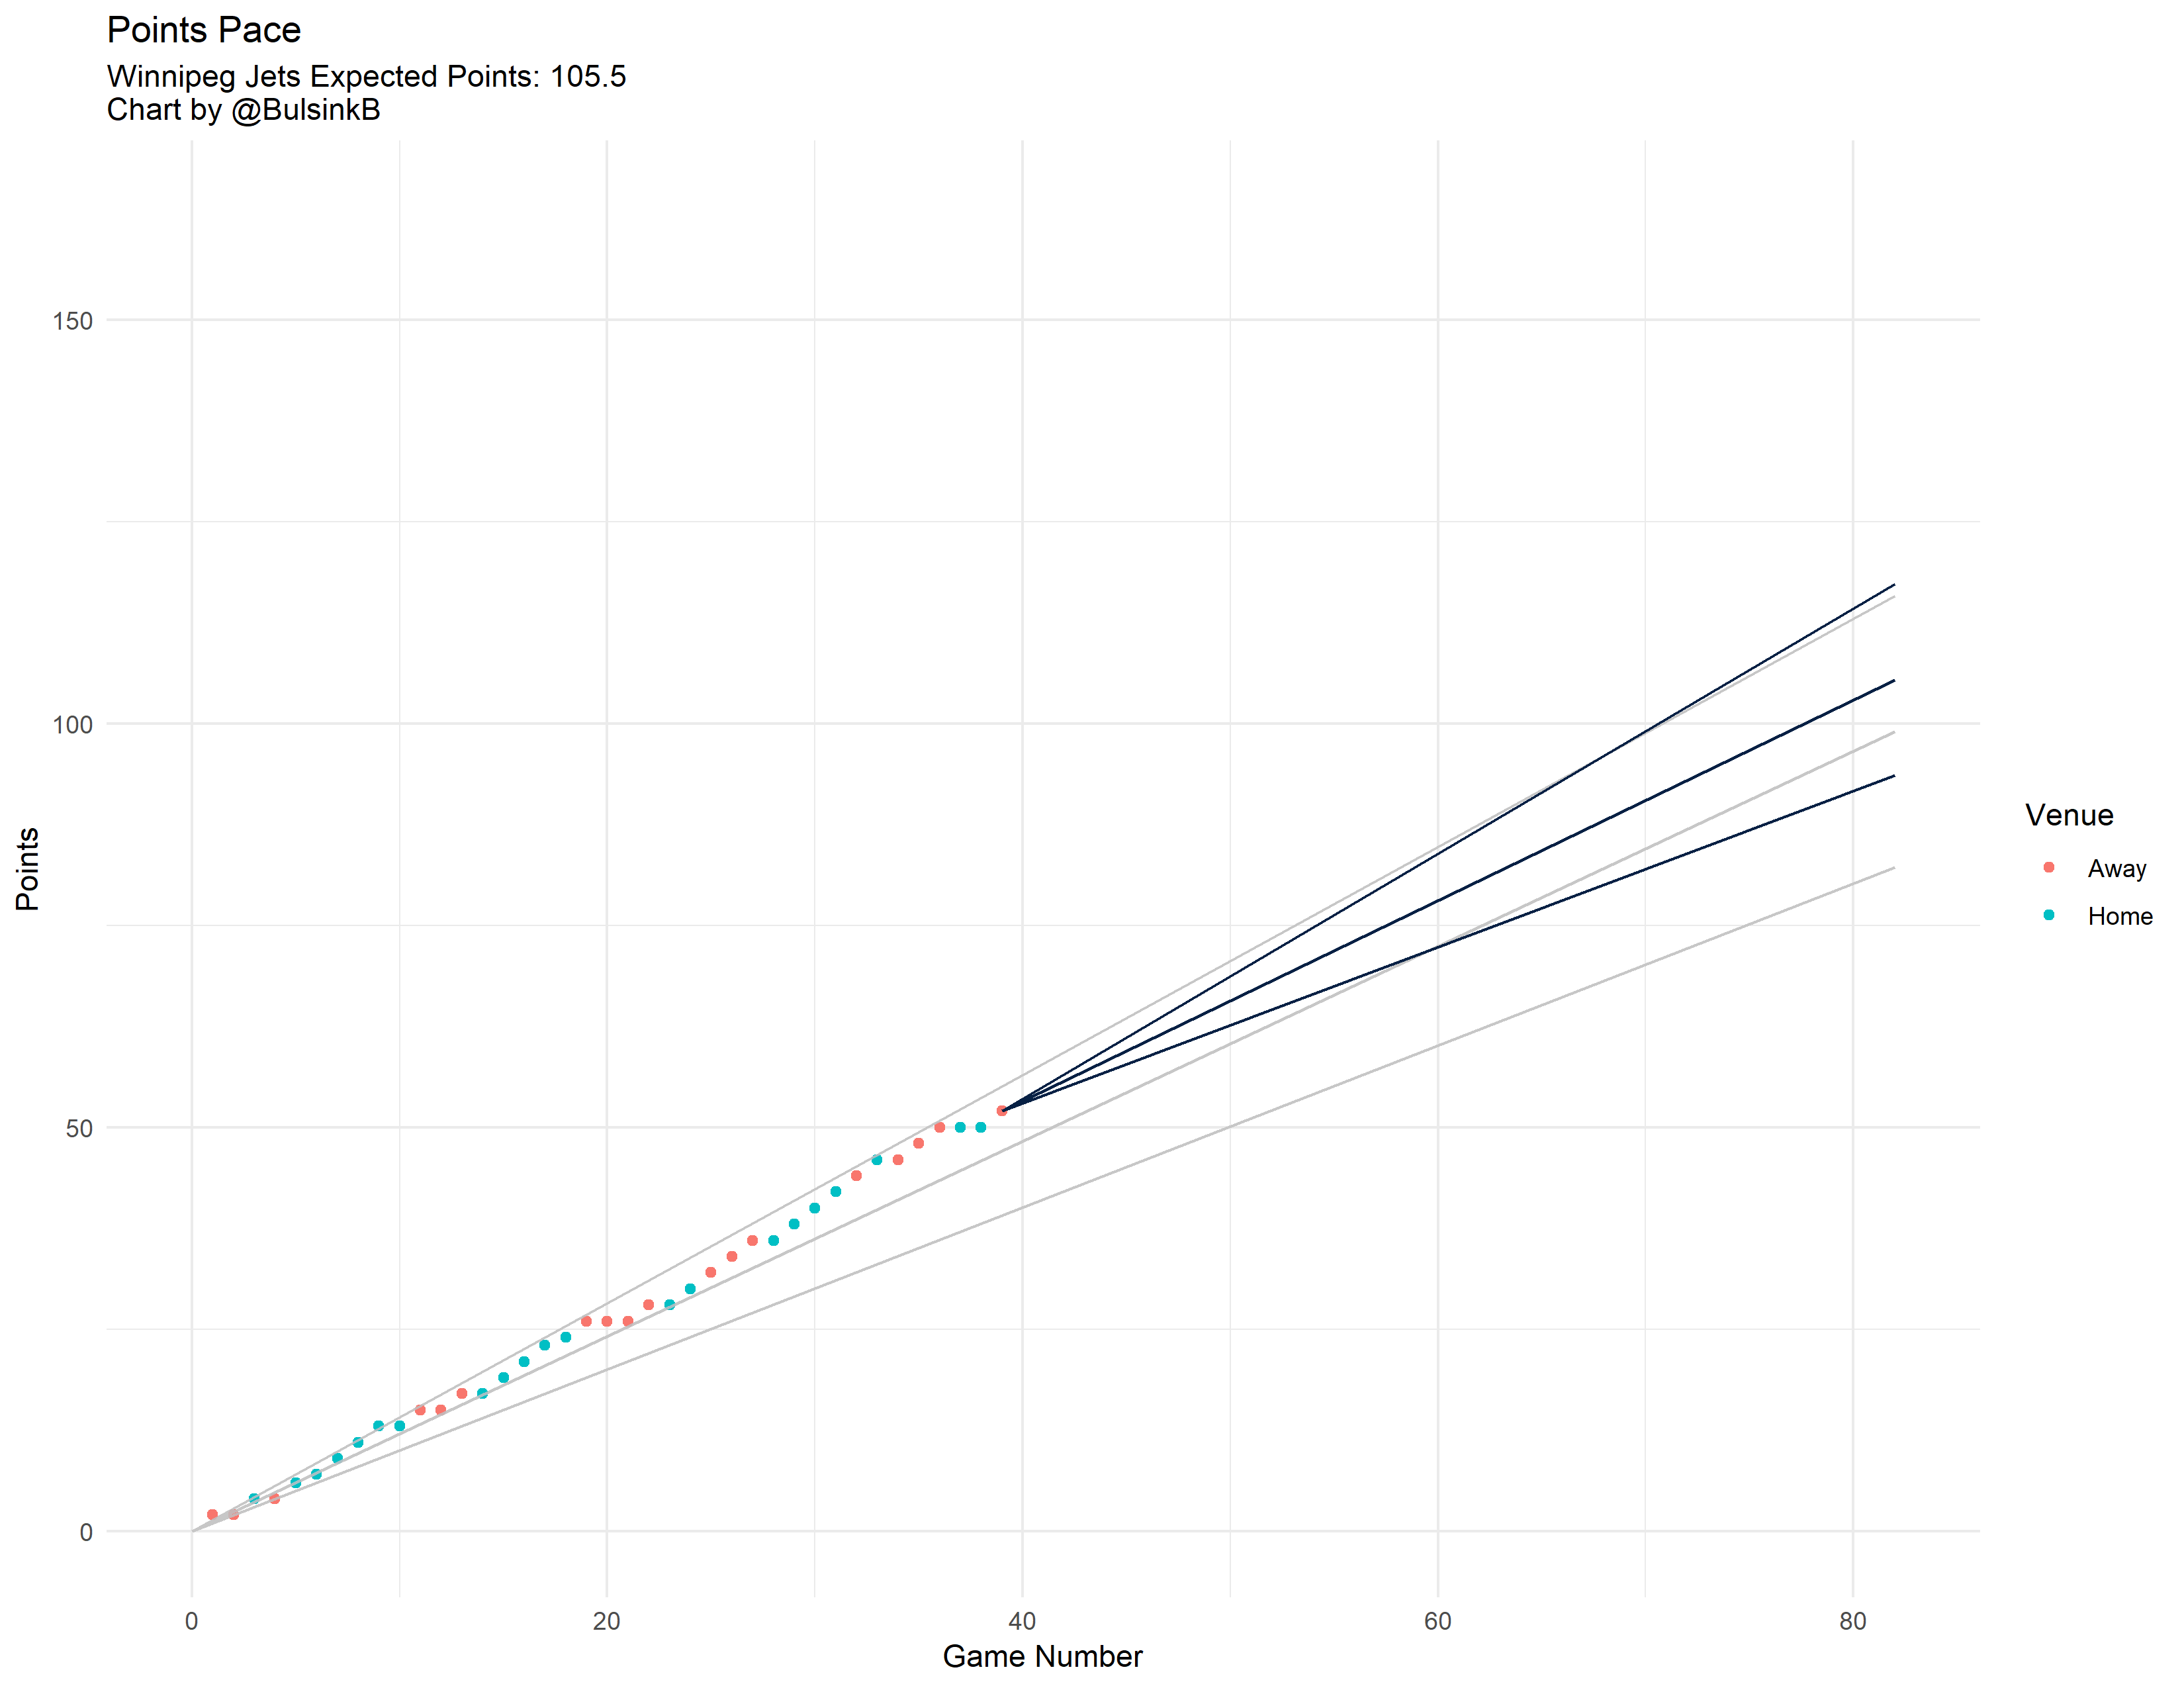 Points Pace
Winnipeg Jets Expected Points: 105.5
Chart by @BulsinkB
150
100
50
0
Points
0 20 40 60 80
Game Number
Venue
Away
Home